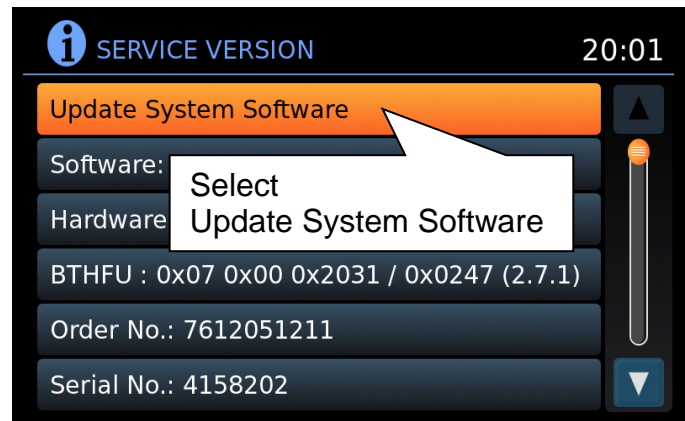 SERVICE VERSION 20:01
Update System Software
Software:
Select
Update System Software
Hardware
BTHFU : 0x07 0x00 0x2031 / 0x0247 (2.7.1)
Order No.: 7612051211
Serial No.: 4158202